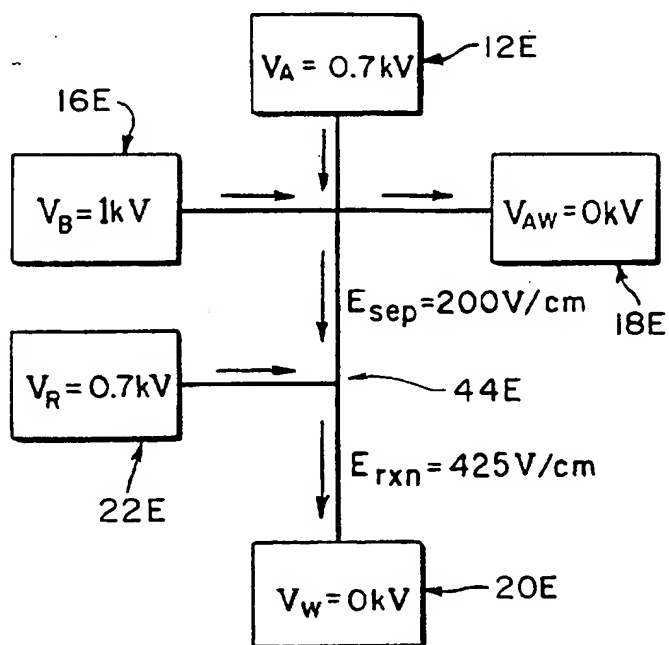 V_A = 0.7kV
12E
16E
V_B = 1kV
V_AW = 0kV
18E
E_sep = 200V/cm
V_R = 0.7kV
44E
22E
E_rxn = 425V/cm
V_W = 0kV
20E